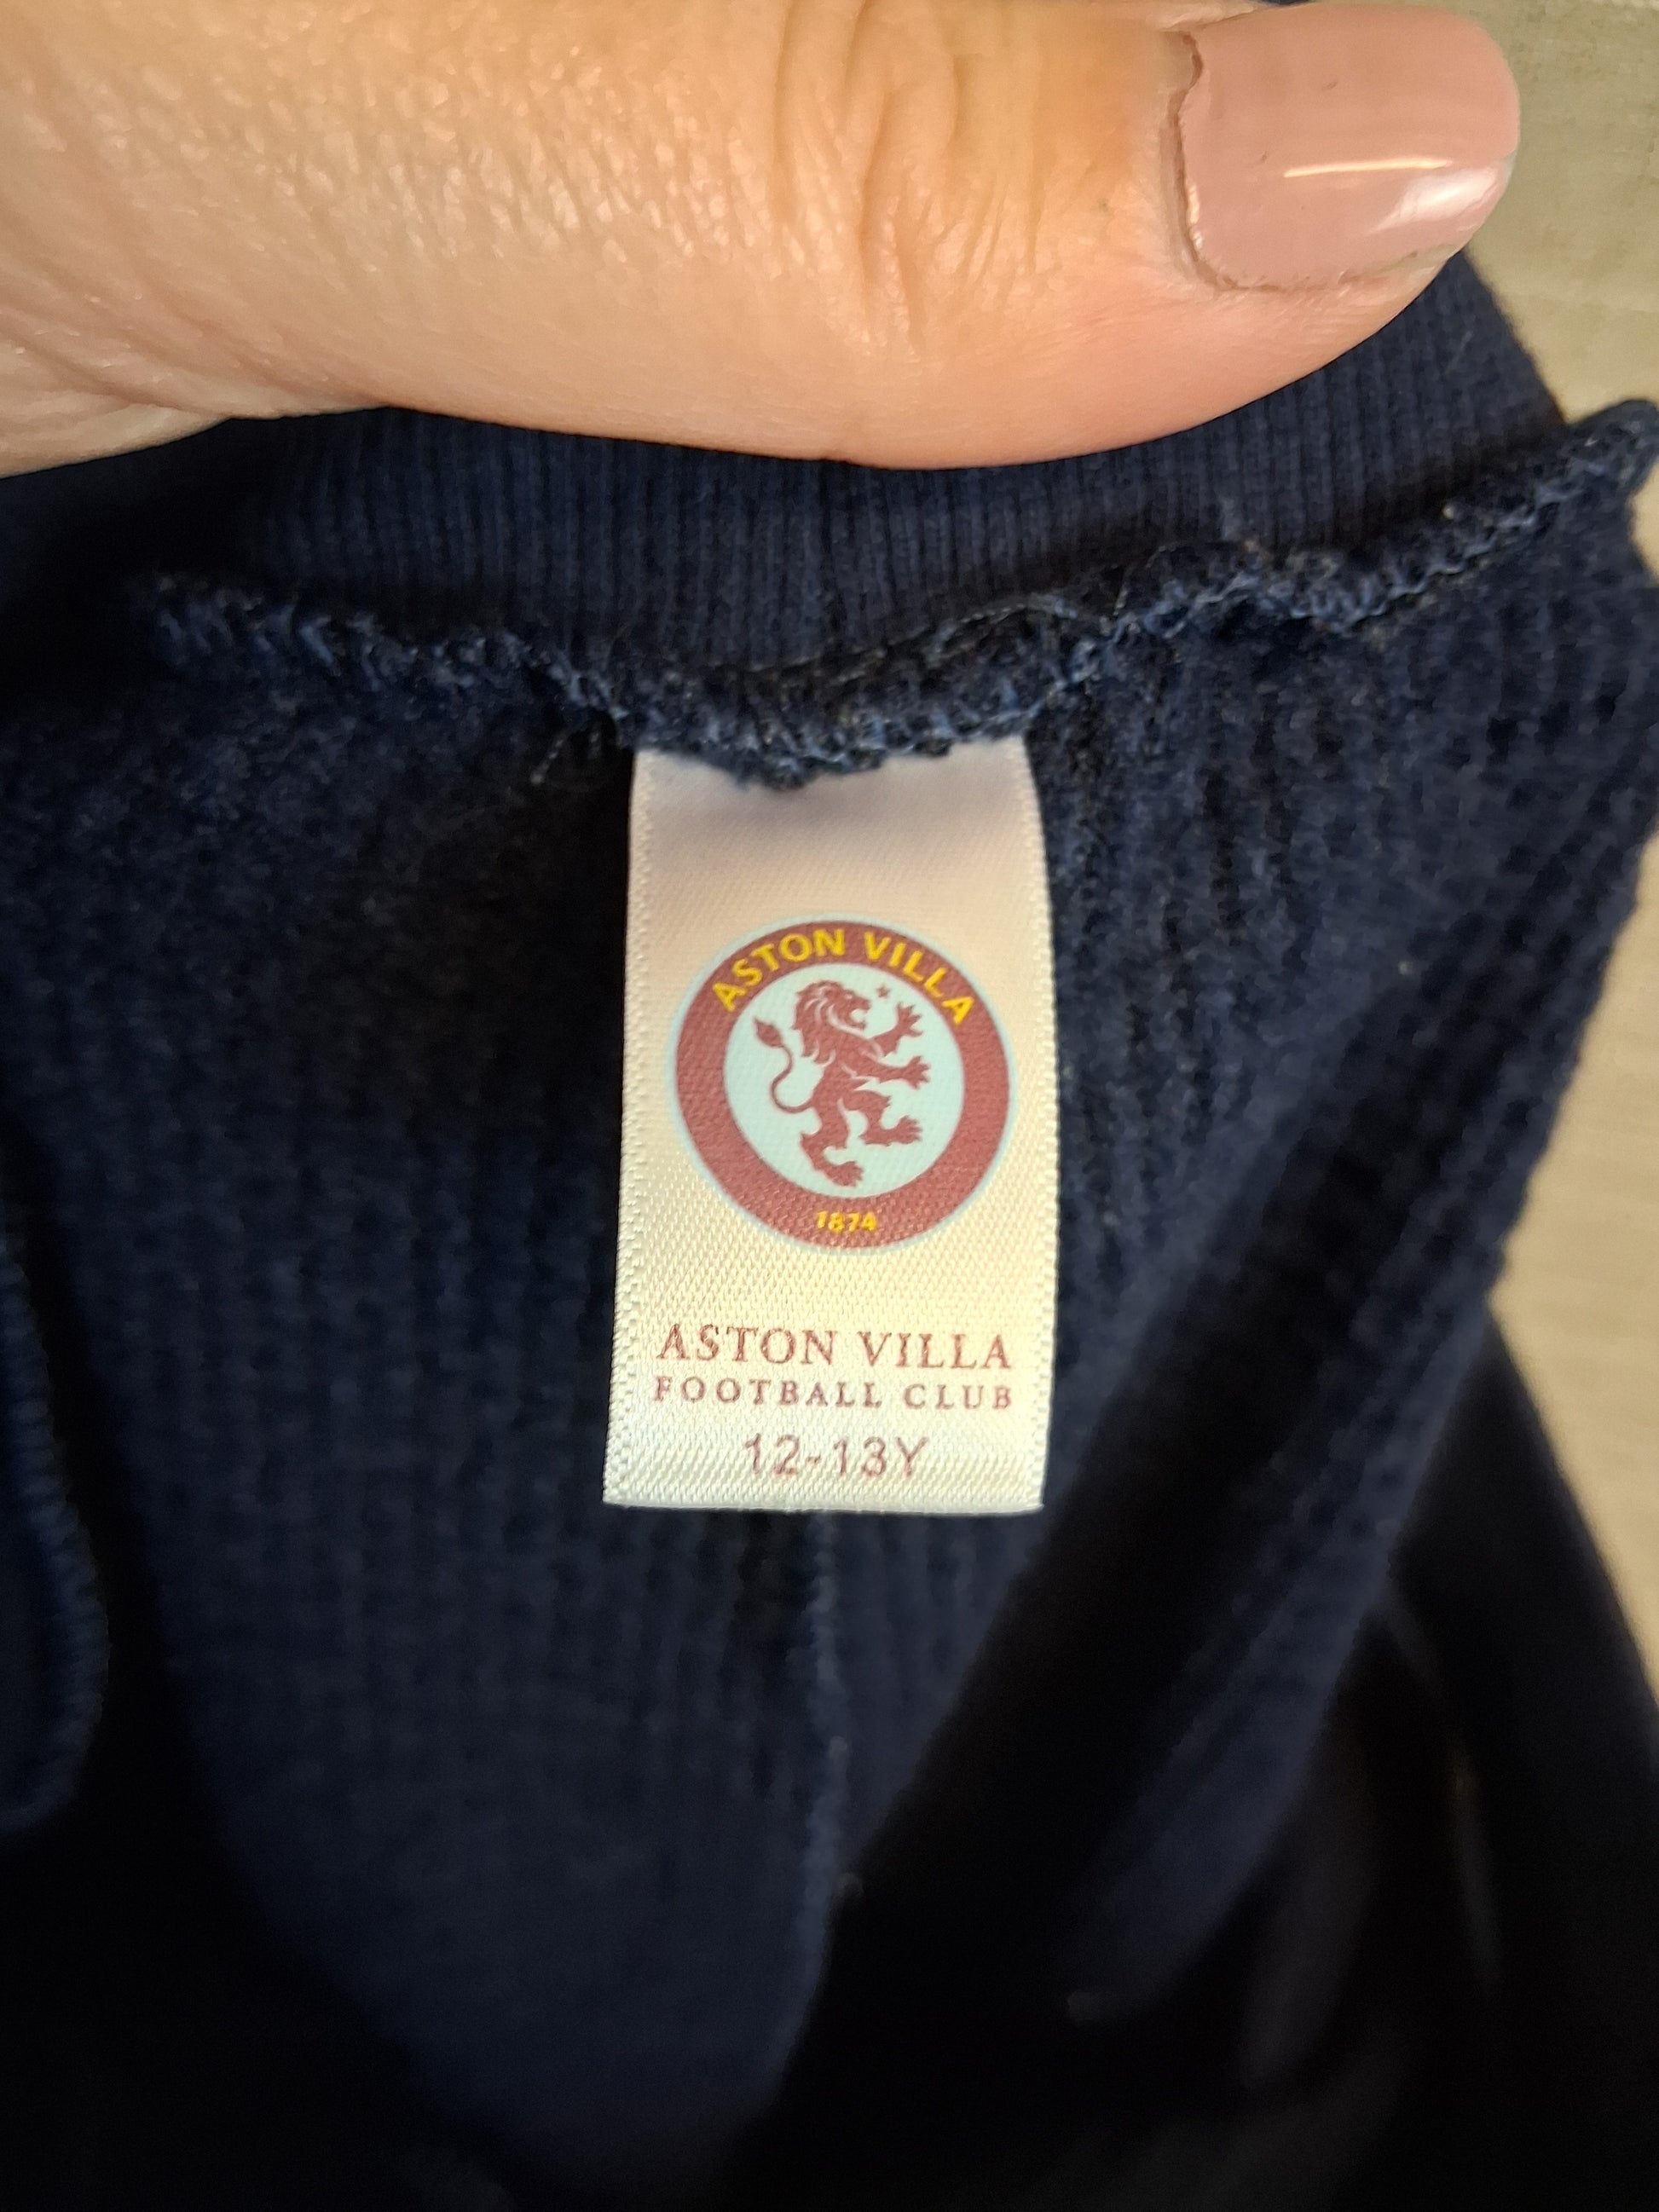 ASTON VILLA
1874
ASTON VILLA
FOOTBALL CLUB
12-13Y